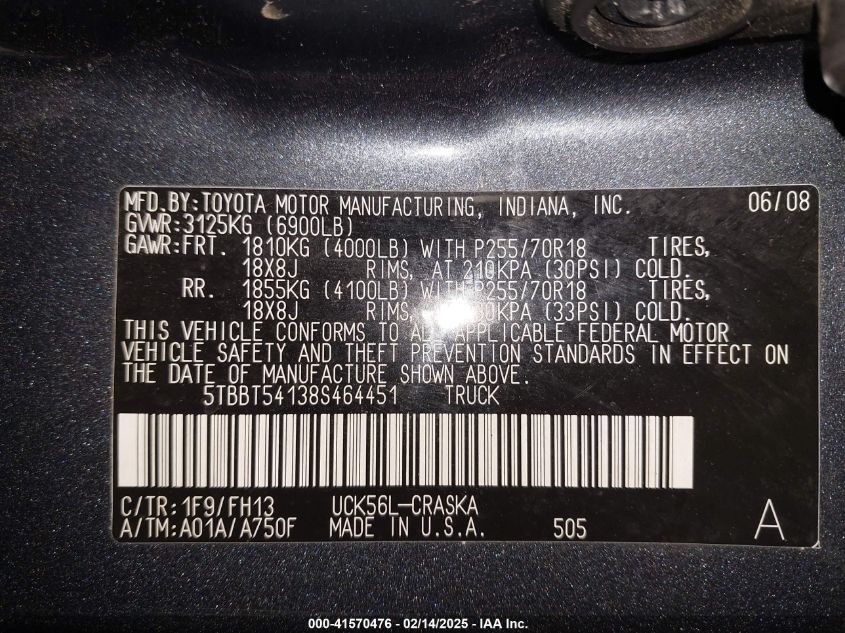 MFD.BY:TOYOTA MOTOR MANUFACTURING, INDIANA, INC. 06/08
GVWR:3125KG (6900LB)
GAWR:FRT. 1810KG (4000LB) WITH P255/70R18 TIRES,
18X8J RIMS, AT 210KPA (30PSI) COLD.
RR. 1855KG (4100LB) WITH P255/70R18 TIRES,
18X8J RIMS, (33PSI) COLD.
THIS VEHICLE CONFORMS TO ALL APPLICABLE FEDERAL MOTOR
VEHICLE SAFETY AND THEFT PREVENTION STANDARDS IN EFFECT ON
THE DATE OF MANUFACTURE SHOWN ABOVE.
5TBBT54138S464451 TRUCK
C/TR:1F9/FH13 UCK56L-CRASKA
A/TM:A01A/A750F MADE IN U.S.A. 505 A
000-41570476 - 02/14/2025 - IAA Inc.